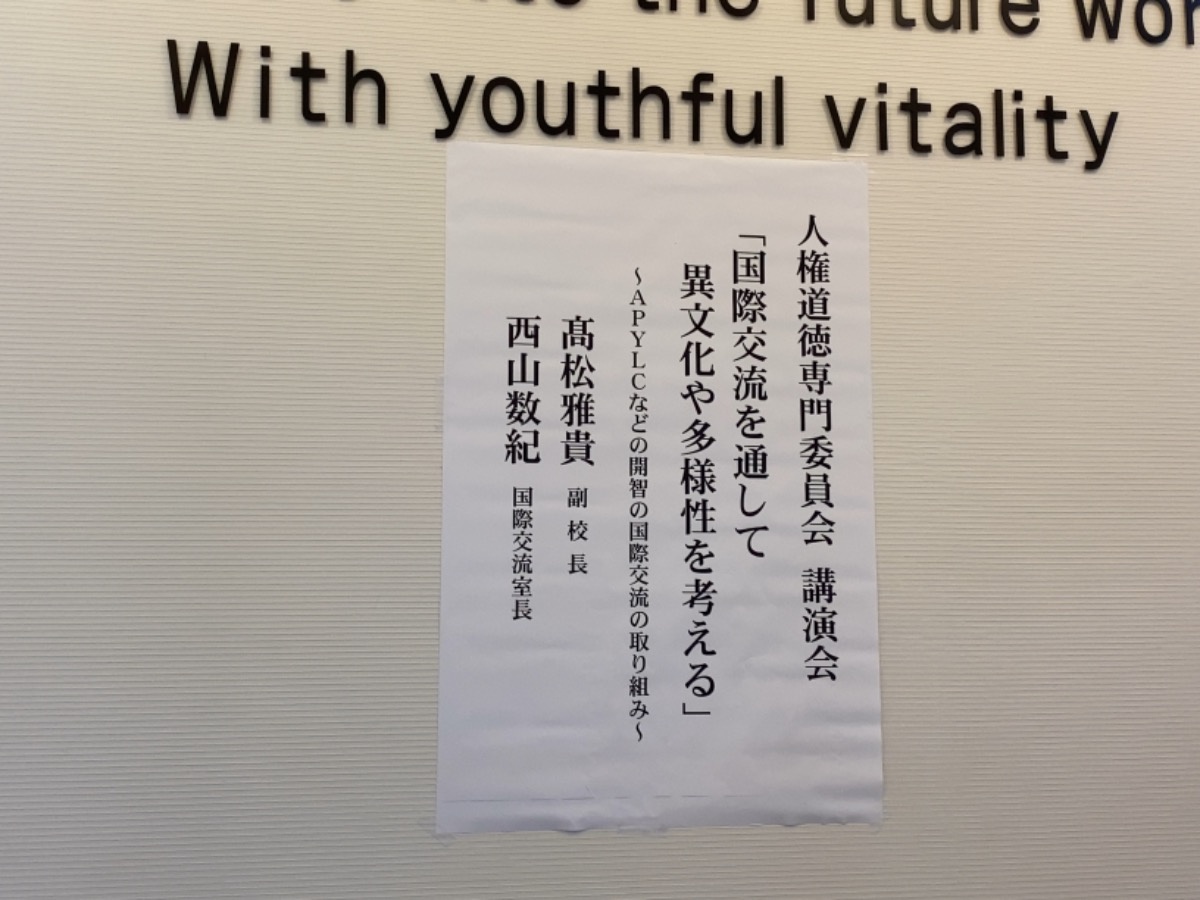 the future
With youthful vitality
人権道徳専門委員会 講演会
「国際交流を通して
異文化や多様性を考える」
~APYLCなどの開智の国際交流の取り組み~
髙松雅貴 副校長
西山数紀 国際交流室長